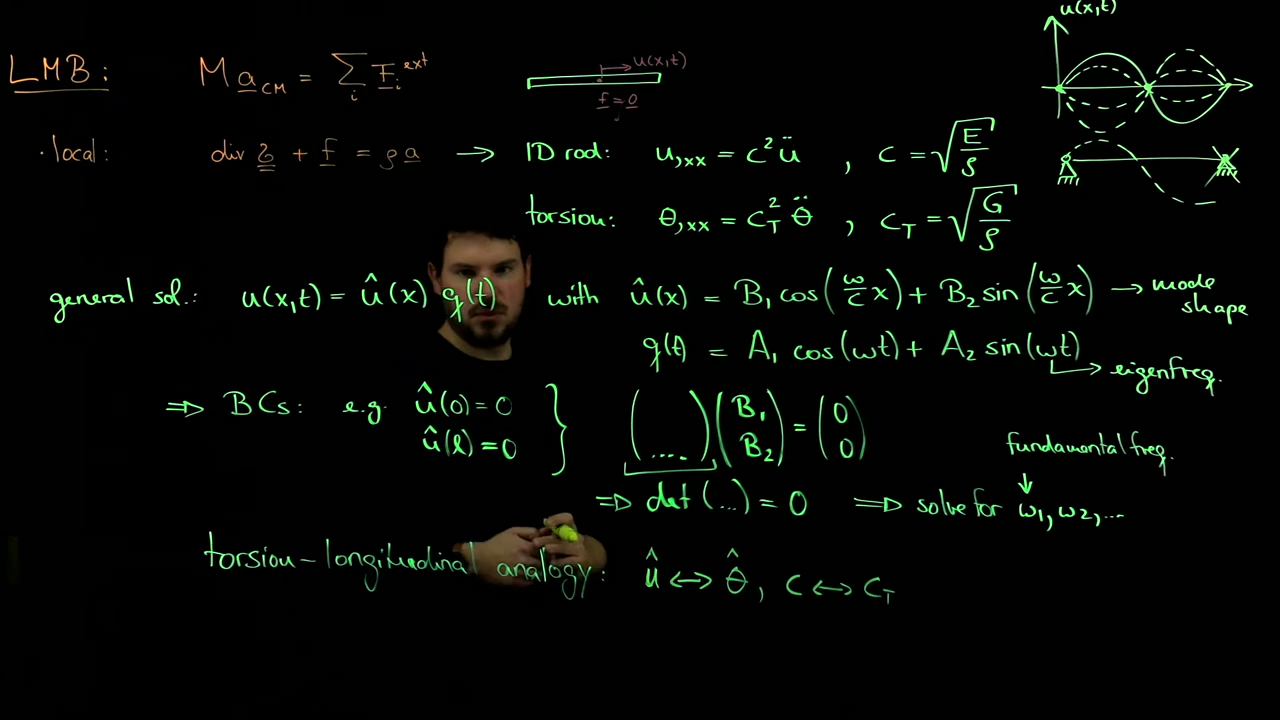 u(x,t)
LMB: M a_CM = Σ_i F_i^ext
u(x,t)
f = 0
· local: div σ + f = ρa → 1D rod: u,xx = c² ü , c = √(E/ρ)
torsion: θ,xx = c_T² θ̈ , c_T = √(G/ρ)
general sol.: u(x,t) = û(x) q(t) with û(x) = B₁ cos(ω/c x) + B₂ sin(ω/c x) → mode shape
q(t) = A₁ cos(ωt) + A₂ sin(ωt)
↳ eigenfreq.
⇒ BCs: e.g. û(0) = 0
û(l) = 0 } (....) (B₁ B₂) = (0 0)
fundamental freq.
⇒ det(...) = 0 ⇒ solve for ω₁, ω₂, ...
torsion – longitudinal analogy: û ↔ θ̂ , c ↔ c_T